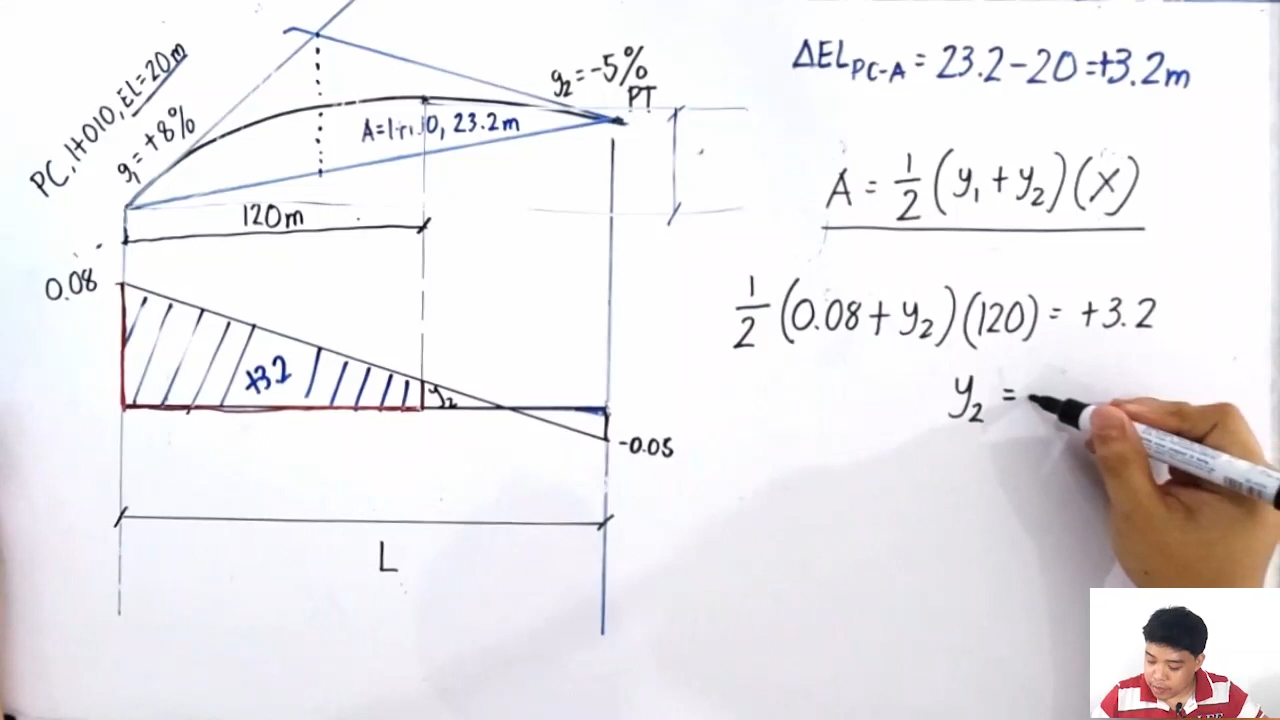 PC, 1+010, EL=20m
g₁ = +8%
g₂ = -5%
PT
23.2m
120m
0.08
+3.2
y₂
-0.05
L
ΔEL PC-A = 23.2-20=+3.2m
A = 1/2 (y₁ + y₂)(x)
1/2 (0.08 + y₂)(120) = +3.2
y₂ =